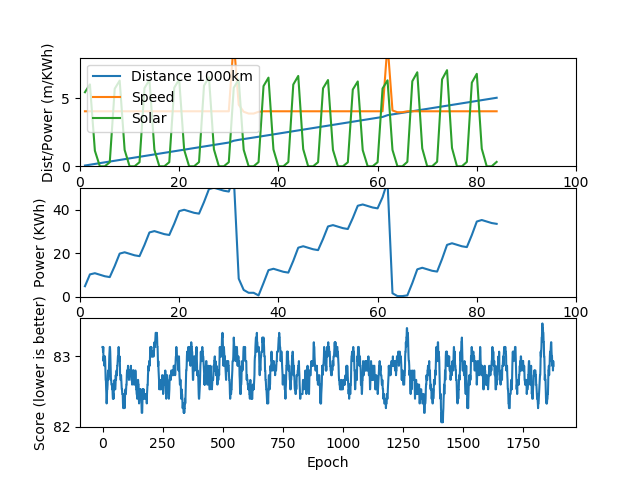 Dist/Power (m/KWh)
5
0
Distance 1000km
Speed
Solar
0 20 40 60 80 100
Power (KWh)
40
20
0
0 20 40 60 80 100
Score (lower is better)
83
82
0 250 500 750 1000 1250 1500 1750
Epoch